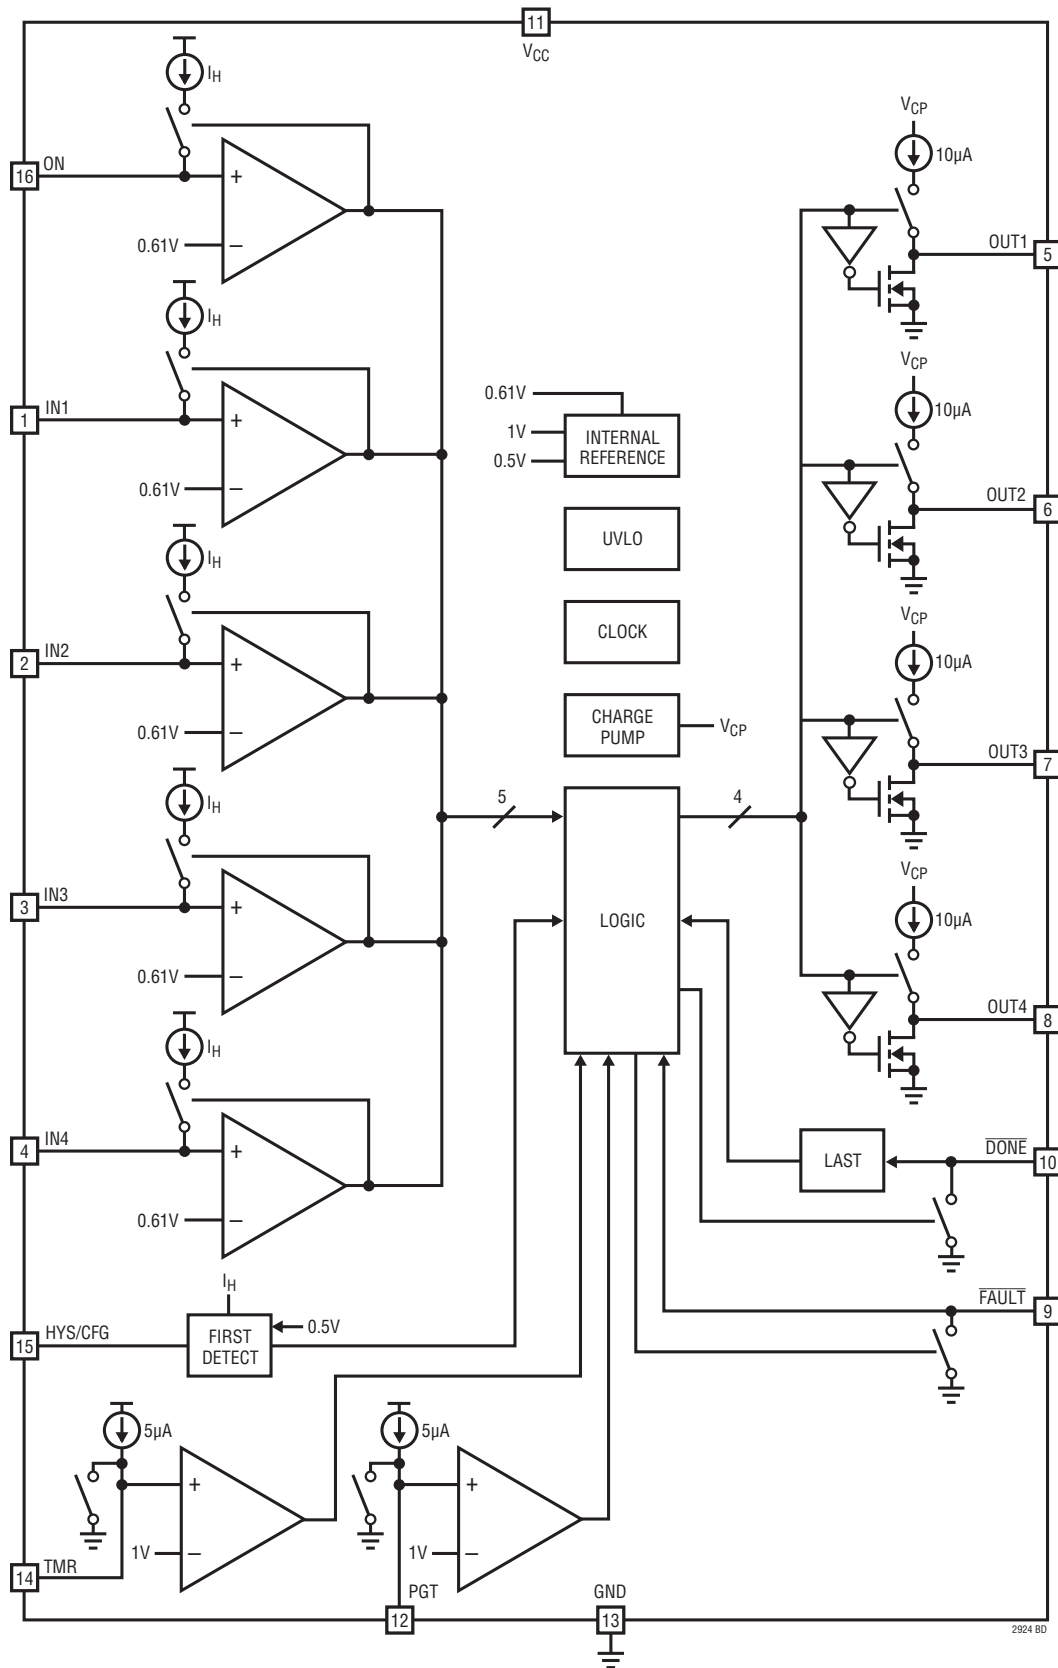 11
VCC
IH
16
ON
+
0.61V
–
VCP
10µA
OUT1
5
IH
1
IN1
+
0.61V
–
0.61V
1V
0.5V
INTERNAL
REFERENCE
VCP
10µA
OUT2
6
IH
2
IN2
+
0.61V
–
UVLO
CLOCK
CHARGE
PUMP
VCP
VCP
10µA
OUT3
7
IH
3
IN3
+
0.61V
–
5
LOGIC
4
VCP
10µA
OUT4
8
IH
4
IN4
+
0.61V
–
LAST
DONE
10
IH
15
HYS/CFG
FIRST
DETECT
0.5V
FAULT
9
5µA
+
1V
–
14
TMR
5µA
+
1V
–
PGT
12
GND
13
2924 BD